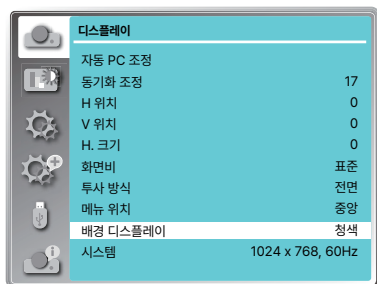 디스플레이
자동 PC 조정
동기화 조정 17
H 위치 0
V 위치 0
H. 크기 0
화면비 표준
투사 방식 전면
메뉴 위치 중앙
배경 디스플레이 청색
시스템 1024 x 768, 60Hz